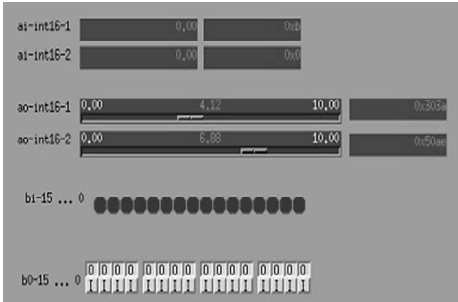 ai-int16-1 0.00 0xb
ai-int16-2 0.00 0x0
ao-int16-1 0.00 4.12 10.00 0x303a
ao-int16-2 0.00 6.88 10.00 0x50ae
bi-15 ... 0
0 0 0 0 0 0 0 0 0 0 0 0 0 0 0 0
b0-15 ... 0 I I I I I I I I I I I I I I I I